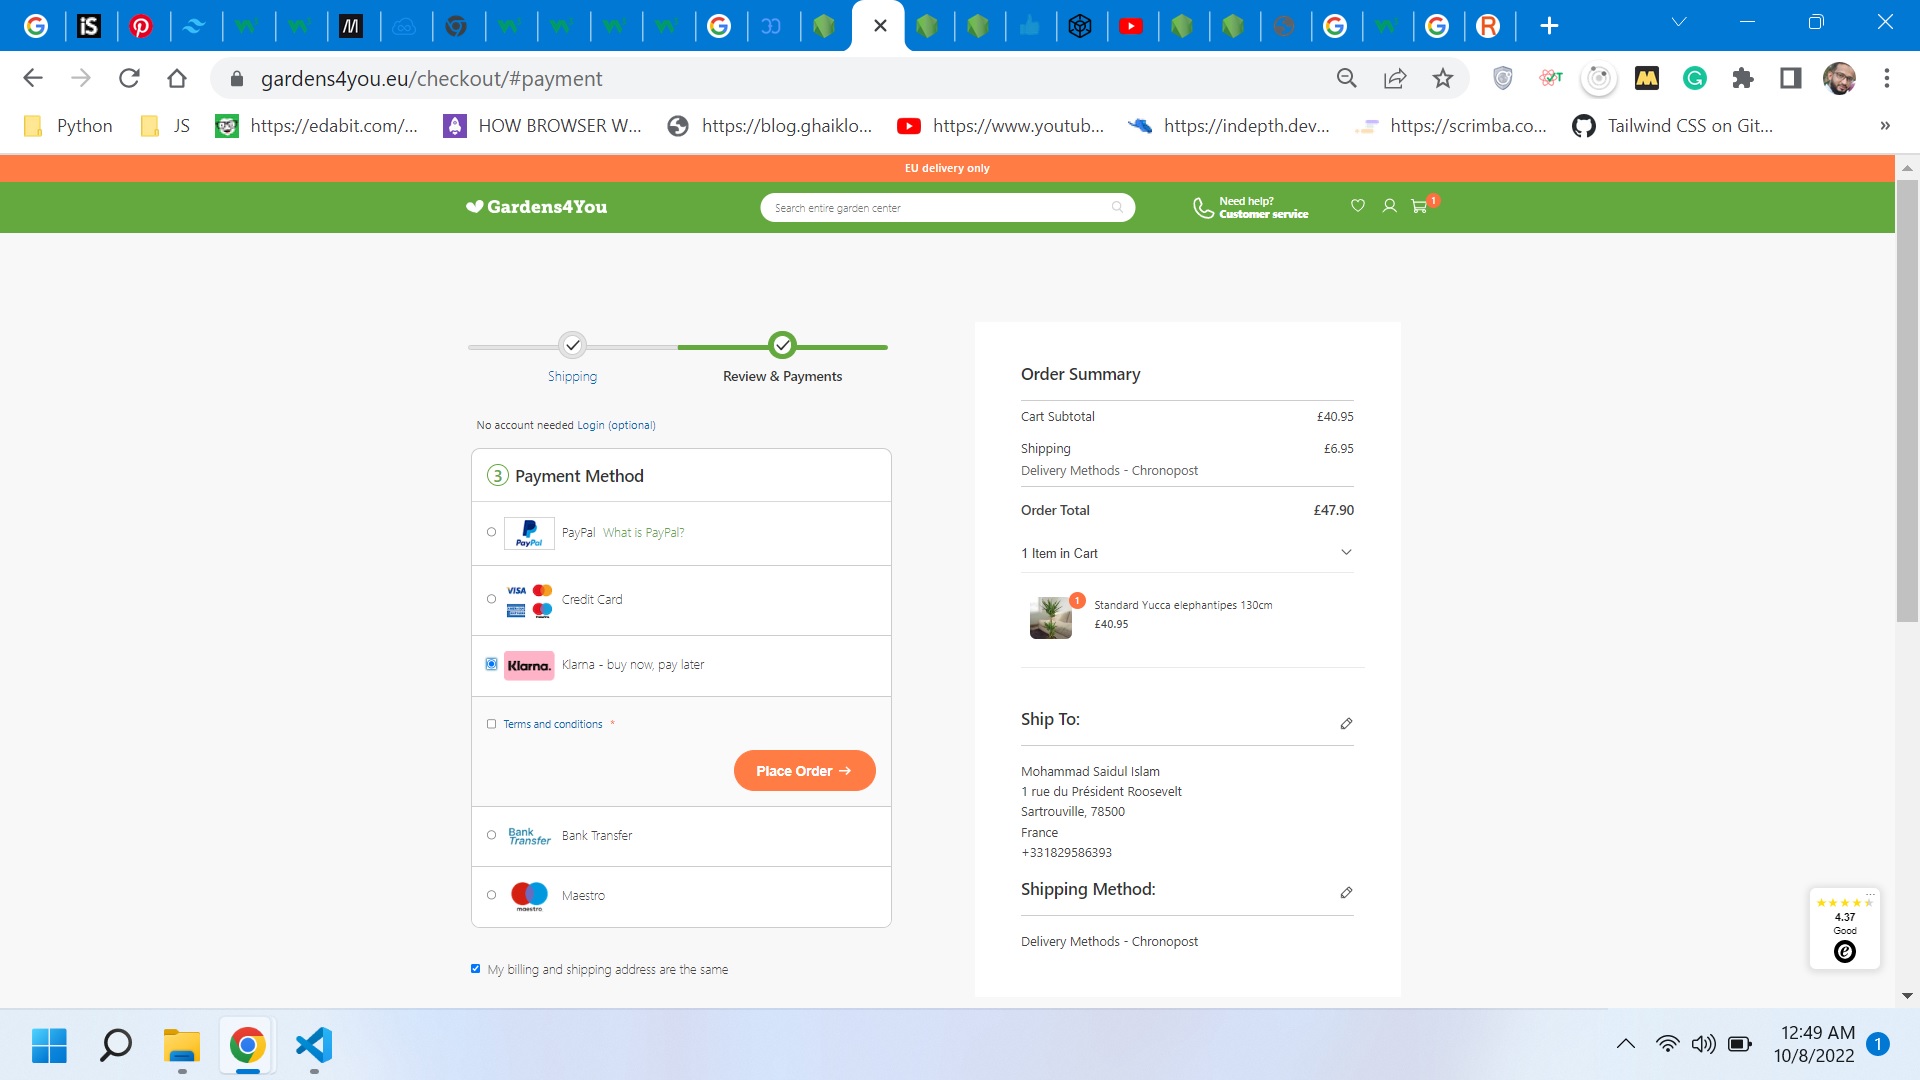 gardens4you.eu/checkout/#payment
Python
JS
https://edabit.com/...
HOW BROWSER W...
https://blog.ghaiklo...
https://www.youtub...
https://indepth.dev...
https://scrimba.co...
Tailwind CSS on Git...
»
EU delivery only
Gardens4You
Search entire garden center
Need help?
Customer service
1
Shipping
Review & Payments
No account needed Login (optional)
3 Payment Method
PayPal
PayPal What is PayPal?
VISA
Credit Card
Klarna.
Klarna - buy now, pay later
Terms and conditions *
Place Order →
Bank
Transfer
Bank Transfer
maestro
Maestro
My billing and shipping address are the same
Order Summary
Cart Subtotal £40.95
Shipping £6.95
Delivery Methods - Chronopost
Order Total £47.90
1 Item in Cart
1
Standard Yucca elephantipes 130cm
£40.95
Ship To:
Mohammad Saidul Islam
1 rue du Président Roosevelt
Sartrouville, 78500
France
+331829586393
Shipping Method:
Delivery Methods - Chronopost
4.37
Good
12:49 AM
10/8/2022
1